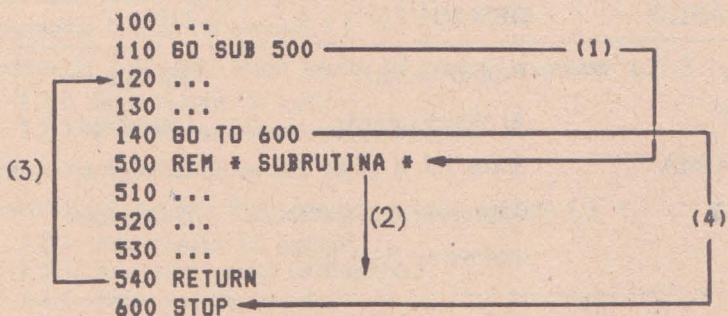 100 ...
110 GO SUB 500 (1)
120 ...
130 ...
140 GO TO 600
500 REM * SUBRUTINA *
(3)
510 ...
520 ... (2) (4)
530 ...
540 RETURN
600 STOP